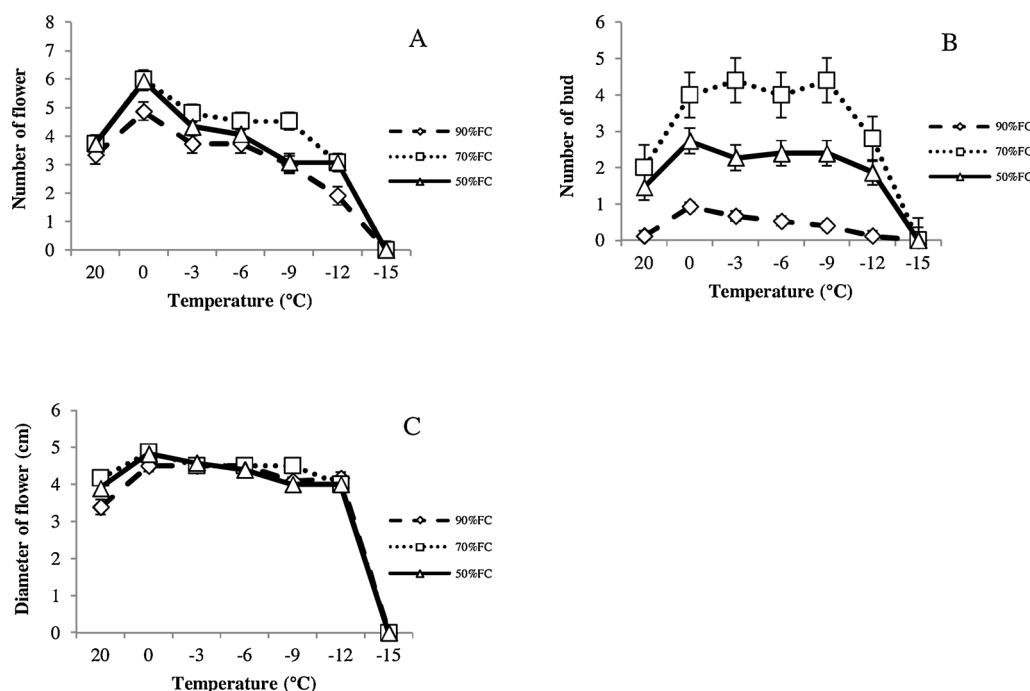 A
Number of flower
8
7
6
5
4
3
2
1
0
20 0 -3 -6 -9 -12 -15
Temperature (°C)
90%FC
70%FC
50%FC
B
Number of bud
6
5
4
3
2
1
0
20 0 -3 -6 -9 -12 -15
Temperature (°C)
90%FC
70%FC
50%FC
C
Diameter of flower (cm)
6
5
4
3
2
1
0
20 0 -3 -6 -9 -12 -15
Temperature (°C)
90%FC
70%FC
50%FC